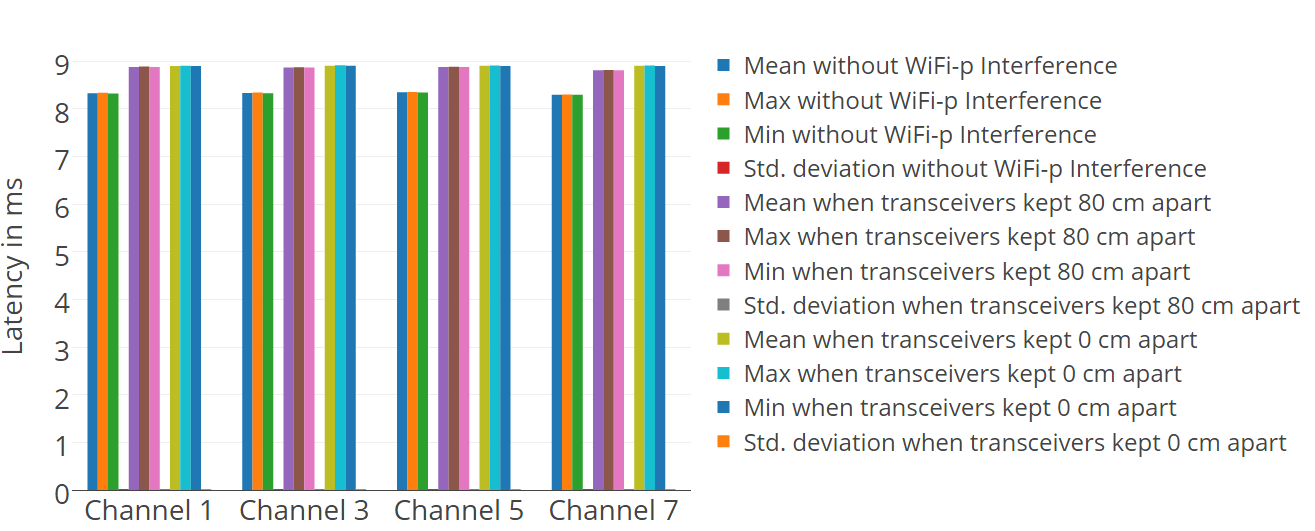 9
8
7
6
5
4
3
2
1
0
Latency in ms
Channel 1
Channel 3
Channel 5
Channel 7
Mean without WiFi-p Interference
Max without WiFi-p Interference
Min without WiFi-p Interference
Std. deviation without WiFi-p Interference
Mean when transceivers kept 80 cm apart
Max when transceivers kept 80 cm apart
Min when transceivers kept 80 cm apart
Std. deviation when transceivers kept 80 cm apart
Mean when transceivers kept 0 cm apart
Max when transceivers kept 0 cm apart
Min when transceivers kept 0 cm apart
Std. deviation when transceivers kept 0 cm apart